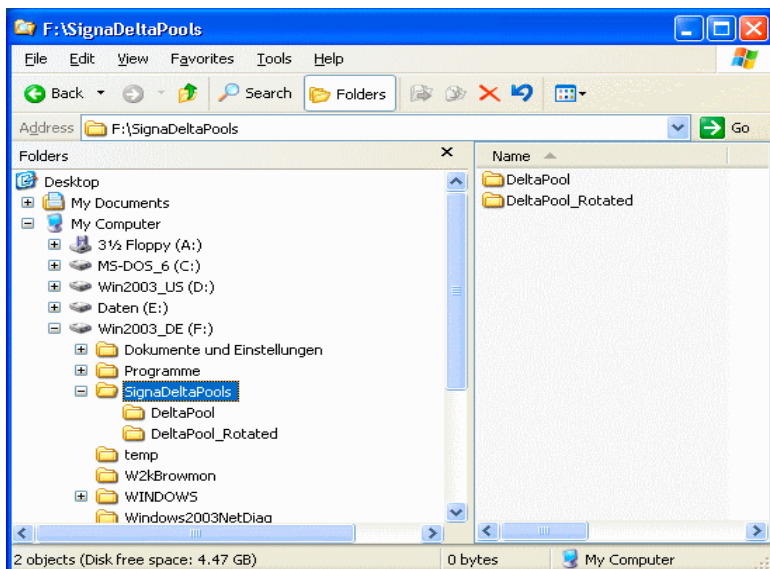 F:\SignaDeltaPools
File Edit View Favorites Tools Help
Back Search Folders
Address F:\SignaDeltaPools Go
Folders
Desktop
My Documents
My Computer
3½ Floppy (A:)
MS-DOS_6 (C:)
Win2003_US (D:)
Daten (E:)
Win2003_DE (F:)
Dokumente und Einstellungen
Programme
SignaDeltaPools
DeltaPool
DeltaPool_Rotated
temp
W2kBrowmon
WINDOWS
Windows2003NetDiag
Name
DeltaPool
DeltaPool_Rotated
2 objects (Disk free space: 4.47 GB) 0 bytes My Computer